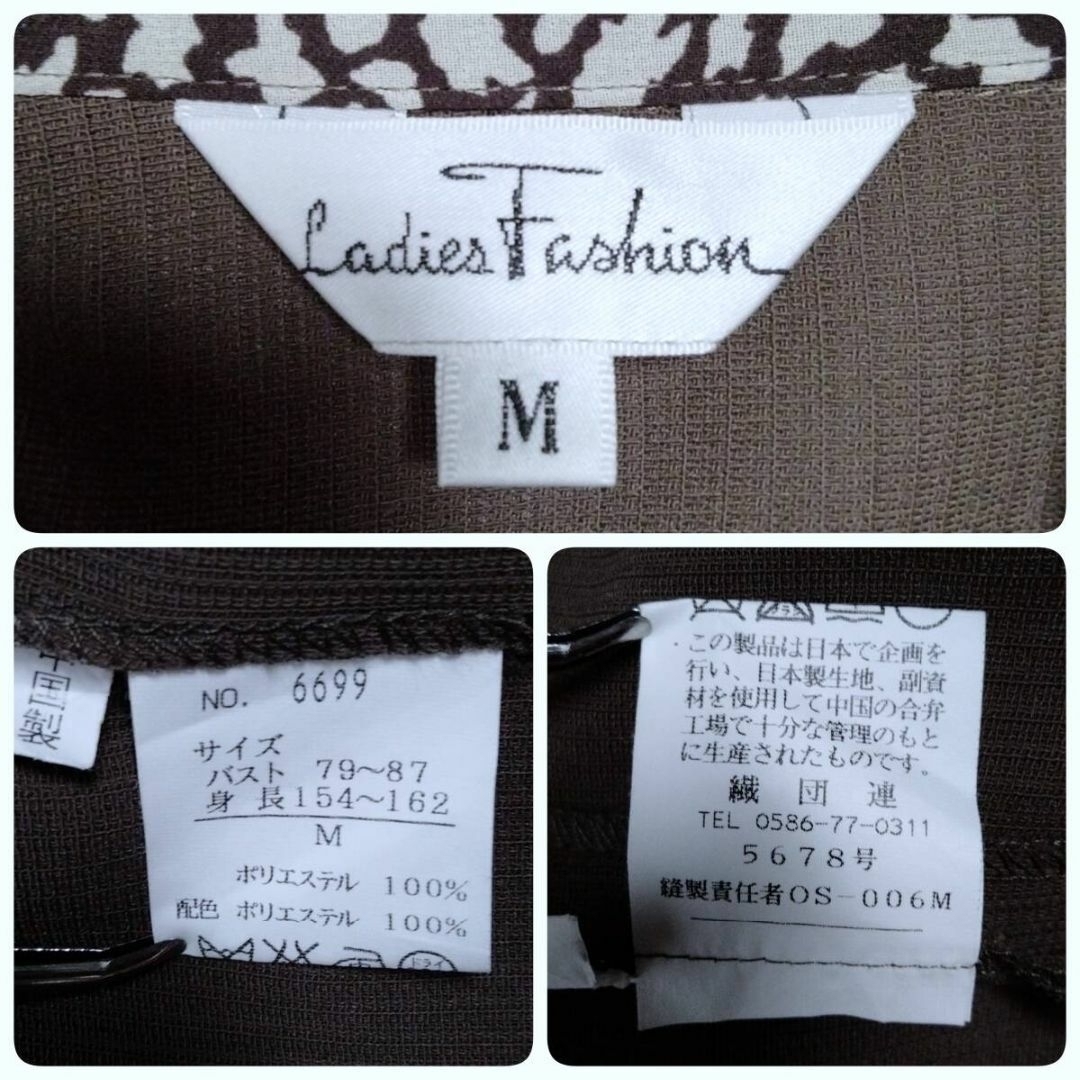 Ladies Fashion
M
中国製
NO. 6699
サイズ
バスト 79～87
身長 154～162
M
ポリエステル 100%
配色 ポリエステル 100%
ドライ
・この製品は日本で企画を
行い、日本製生地、副資
材を使用して中国の合弁
工場で十分な管理のもと
に生産されたものです。
繊団連
TEL 0586-77-0311
5678号
縫製責任者OS-006M